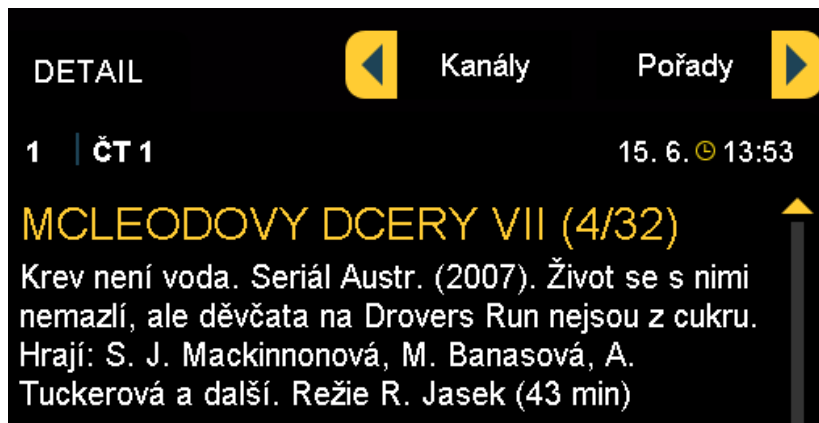 DETAIL Kanály Pořady
1 ČT 1 15. 6. 13:53
MCLEODOVY DCERY VII (4/32)
Krev není voda. Seriál Austr. (2007). Život se s nimi
nemazlí, ale děvčata na Drovers Run nejsou z cukru.
Hrají: S. J. Mackinnonová, M. Banasová, A.
Tuckerová a další. Režie R. Jasek (43 min)